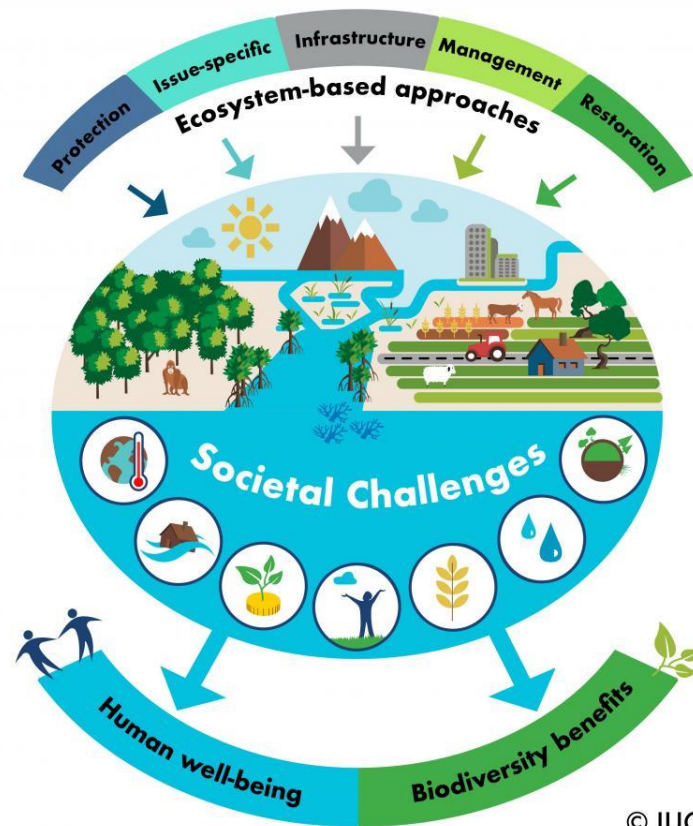 Protection
Issue-specific
Infrastructure
Management
Restoration
Ecosystem-based approaches
Societal Challenges
Human well-being
Biodiversity benefits